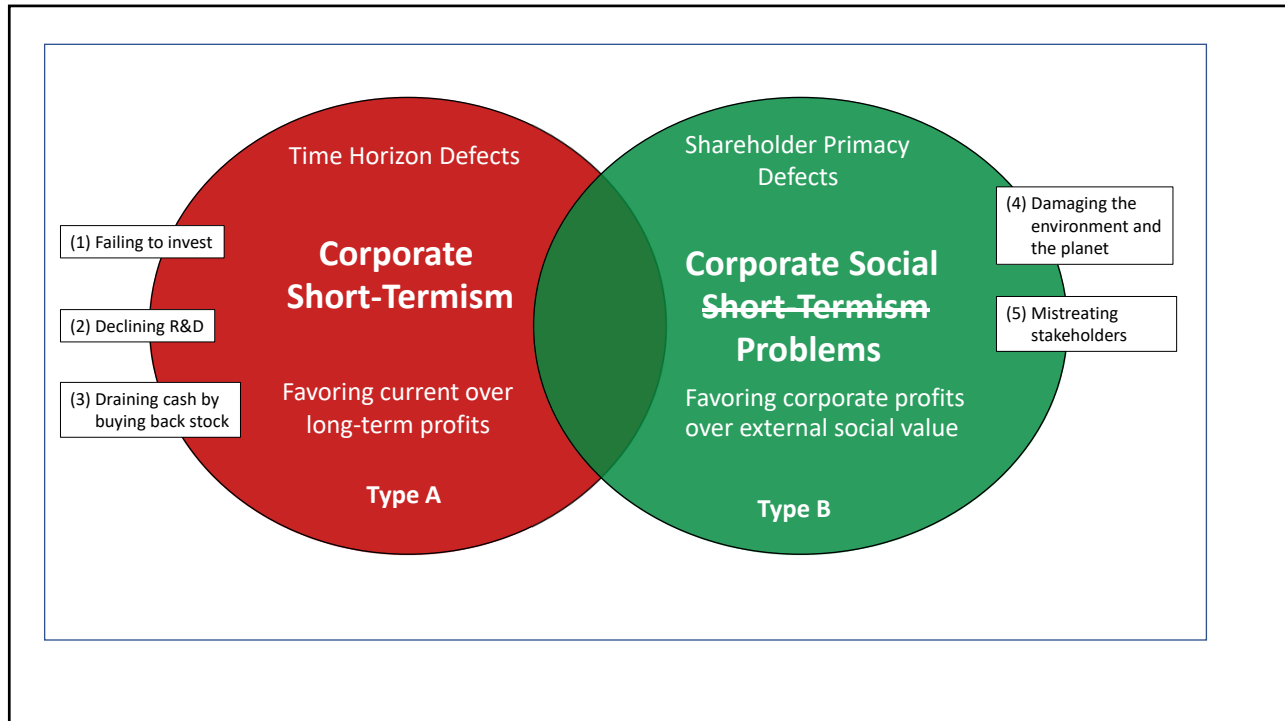 Time Horizon Defects
(1) Failing to invest
Corporate
Short-Termism
(2) Declining R&D
(3) Draining cash by
buying back stock
Favoring current over
long-term profits
Type A
Shareholder Primacy
Defects
(4) Damaging the
environment and
the planet
Corporate Social
Short-Termism
Problems
(5) Mistreating
stakeholders
Favoring corporate profits
over external social value
Type B